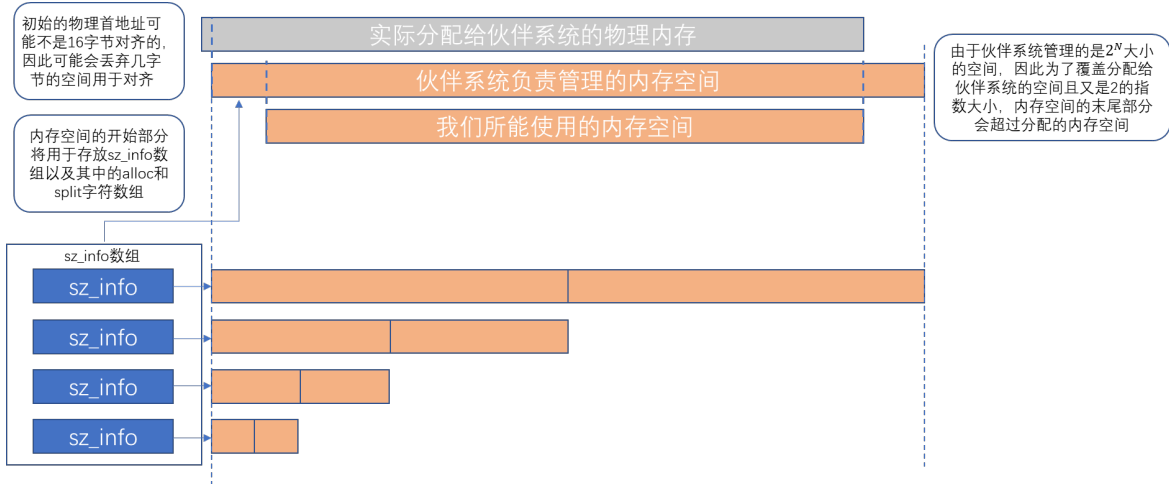 初始的物理首地址可
能不是16字节对齐的,
因此可能会丢弃几字
节的空间用于对齐
实际分配给伙伴系统的物理内存
伙伴系统负责管理的内存空间
我们所能使用的内存空间
由于伙伴系统管理的是2^N大小
的空间，因此为了覆盖分配给
伙伴系统的空间且又是2的指
数大小，内存空间的末尾部分
会超过分配的内存空间
内存空间的开始部分
将用于存放sz_info数
组以及其中的alloc和
split字符数组
sz_info数组
sz_info
sz_info
sz_info
sz_info